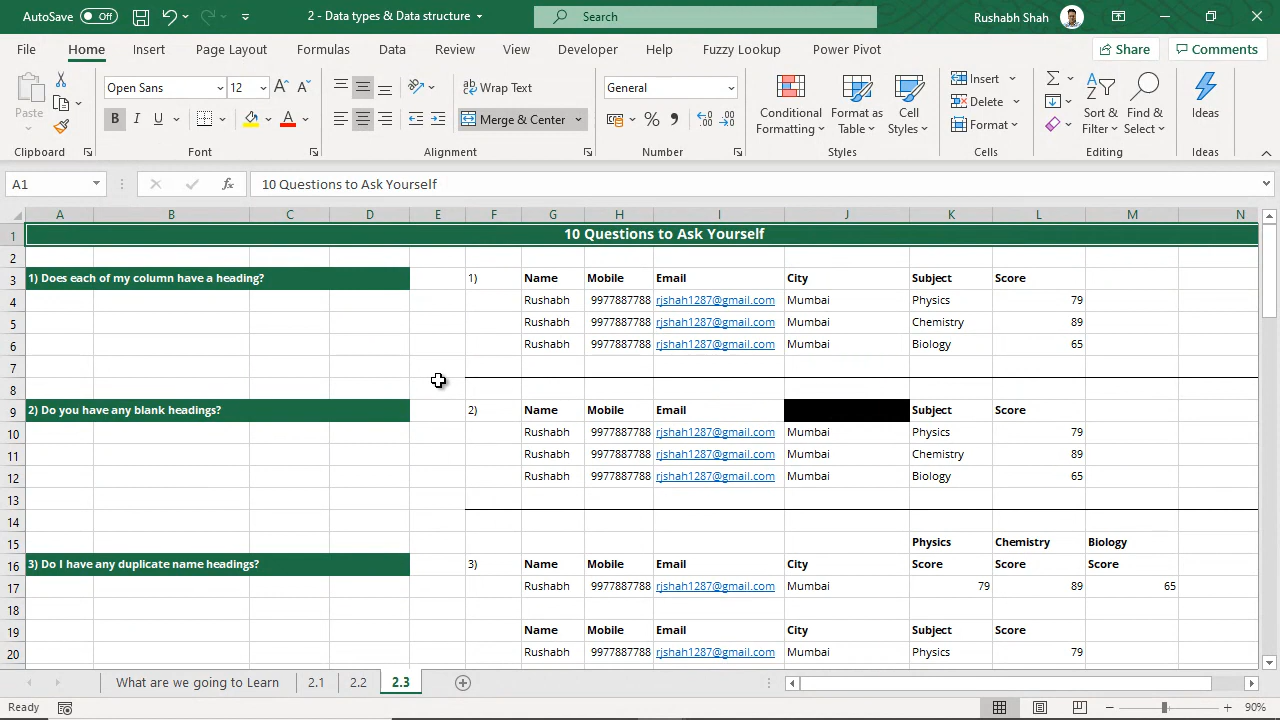 AutoSave Off 2 - Data types & Data structure Search Rushabh Shah
File Home Insert Page Layout Formulas Data Review View Developer Help Fuzzy Lookup Power Pivot Share Comments
Paste Open Sans 12 Wrap Text General Conditional Formatting Format as Table Cell Styles Insert Sort & Filter Find & Select Ideas
B I U A Merge & Center % Delete
Format
Clipboard Font Alignment Number Styles Cells Editing Ideas
A1 fx 10 Questions to Ask Yourself
A B C D E F G H I J K L M N
1 10 Questions to Ask Yourself
2
3 1) Does each of my column have a heading? 1) Name Mobile Email City Subject Score
4 Rushabh 9977887788 rjshah1287@gmail.com Mumbai Physics 79
5 Rushabh 9977887788 rjshah1287@gmail.com Mumbai Chemistry 89
6 Rushabh 9977887788 rjshah1287@gmail.com Mumbai Biology 65
7
8
9 2) Do you have any blank headings? 2) Name Mobile Email Subject Score
10 Rushabh 9977887788 rjshah1287@gmail.com Mumbai Physics 79
11 Rushabh 9977887788 rjshah1287@gmail.com Mumbai Chemistry 89
12 Rushabh 9977887788 rjshah1287@gmail.com Mumbai Biology 65
13
14
15 Physics Chemistry Biology
16 3) Do I have any duplicate name headings? 3) Name Mobile Email City Score Score Score
17 Rushabh 9977887788 rjshah1287@gmail.com Mumbai 79 89 65
18
19 Name Mobile Email City Subject Score
20 Rushabh 9977887788 rjshah1287@gmail.com Mumbai Physics 79
What are we going to Learn 2.1 2.2 2.3
Ready 90%